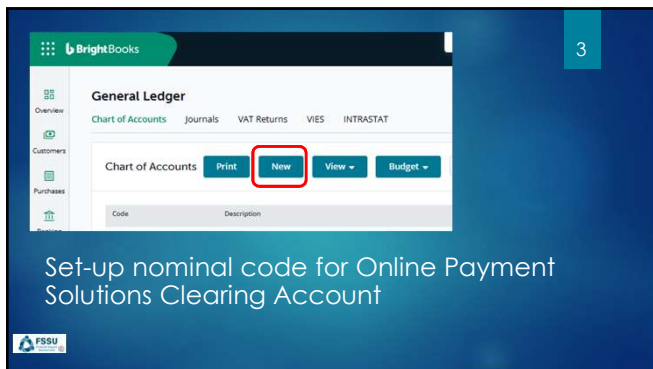 BrightBooks
3
Overview
Customers
Purchases
General Ledger
Chart of Accounts Journals VAT Returns VIES INTRASTAT
Chart of Accounts Print New View Budget
Code Description
Set-up nominal code for Online Payment
Solutions Clearing Account
FSSU